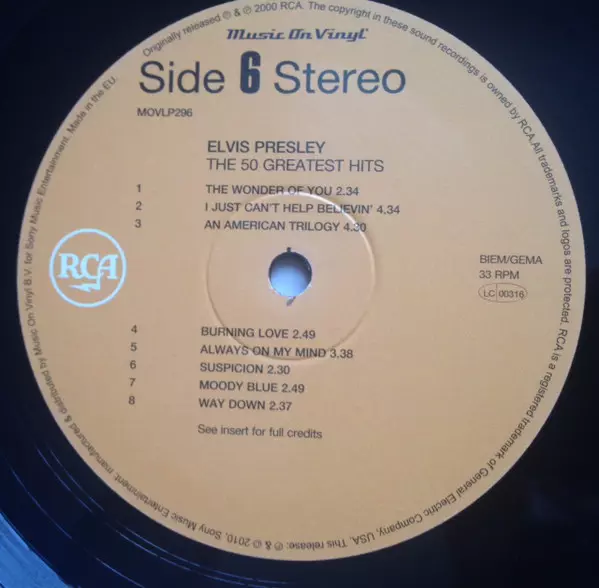 Music On Vinyl
Side 6 Stereo
MOVLP296
ELVIS PRESLEY
THE 50 GREATEST HITS
1 THE WONDER OF YOU 2.34
2 I JUST CAN'T HELP BELIEVIN' 4.34
3 AN AMERICAN TRILOGY 4.30
RCA
BIEM/GEMA
33 RPM
LC 00316
4 BURNING LOVE 2.49
5 ALWAYS ON MY MIND 3.38
6 SUSPICION 2.30
7 MOODY BLUE 2.49
8 WAY DOWN 2.37
See insert for full credits
Originally released ℗ & © 2000 RCA. The copyright in these sound recordings is owned by RCA. All trademarks and logos are protected. RCA is a registered trademark of General Electric Company, USA. This release: ℗ & © 2010, Sony Music Entertainment. manufactured & distributed by Music On Vinyl B.V. for Sony Music Entertainment. Made in the EU.